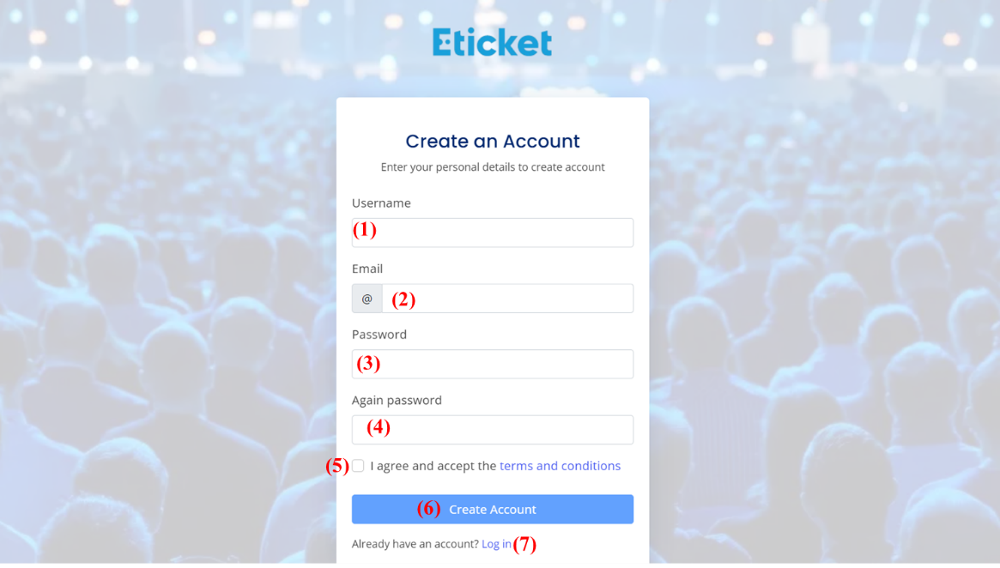 Eticket
Create an Account
Enter your personal details to create account
Username
(1)
Email
@ (2)
Password
(3)
Again password
(4)
(5) I agree and accept the terms and conditions
(6) Create Account
Already have an account? Log in (7)